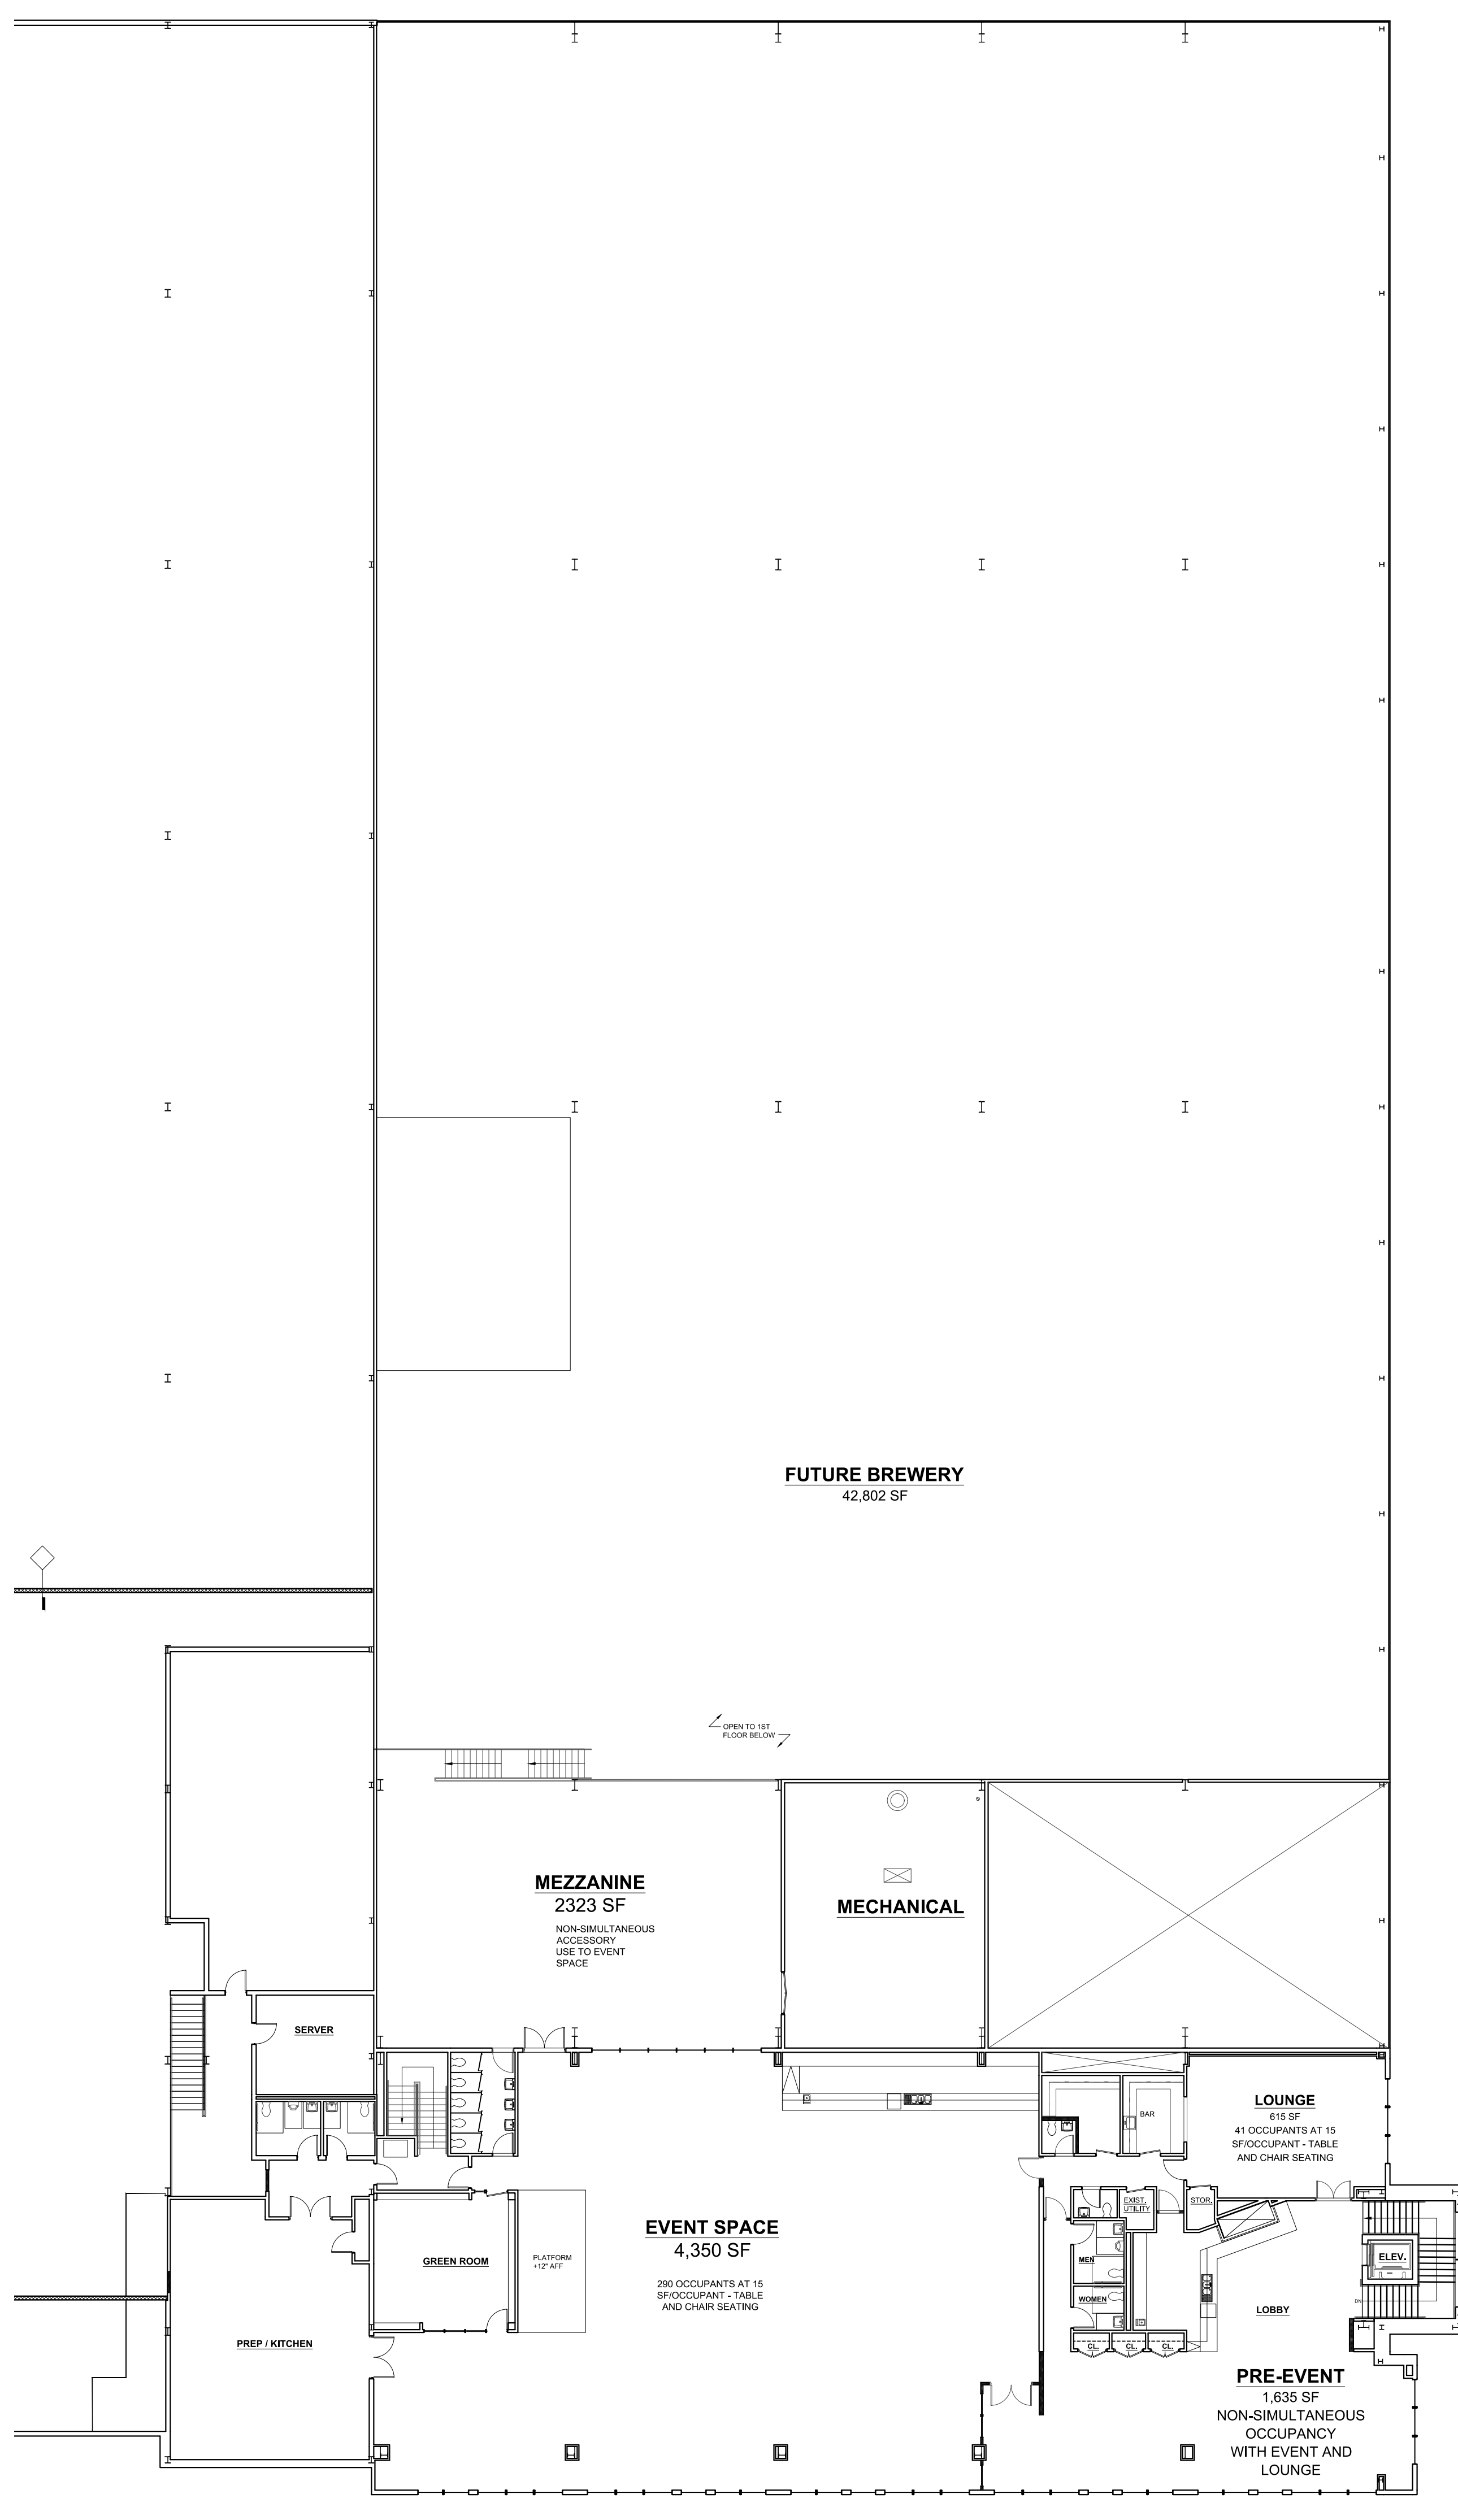 FUTURE BREWERY
42,802 SF
OPEN TO 1ST
FLOOR BELOW
MEZZANINE
2323 SF
NON-SIMULTANEOUS
ACCESSORY
USE TO EVENT
SPACE
MECHANICAL
SERVER
LOUNGE
615 SF
41 OCCUPANTS AT 15
SF/OCCUPANT - TABLE
AND CHAIR SEATING
BAR
EXIST.
UTILITY
STOR.
EVENT SPACE
4,350 SF
290 OCCUPANTS AT 15
SF/OCCUPANT - TABLE
AND CHAIR SEATING
GREEN ROOM
PLATFORM
+12" AFF
MEN
WOMEN
ELEV.
DN
LOBBY
PREP / KITCHEN
CL.
CL.
CL.
PRE-EVENT
1,635 SF
NON-SIMULTANEOUS
OCCUPANCY
WITH EVENT AND
LOUNGE